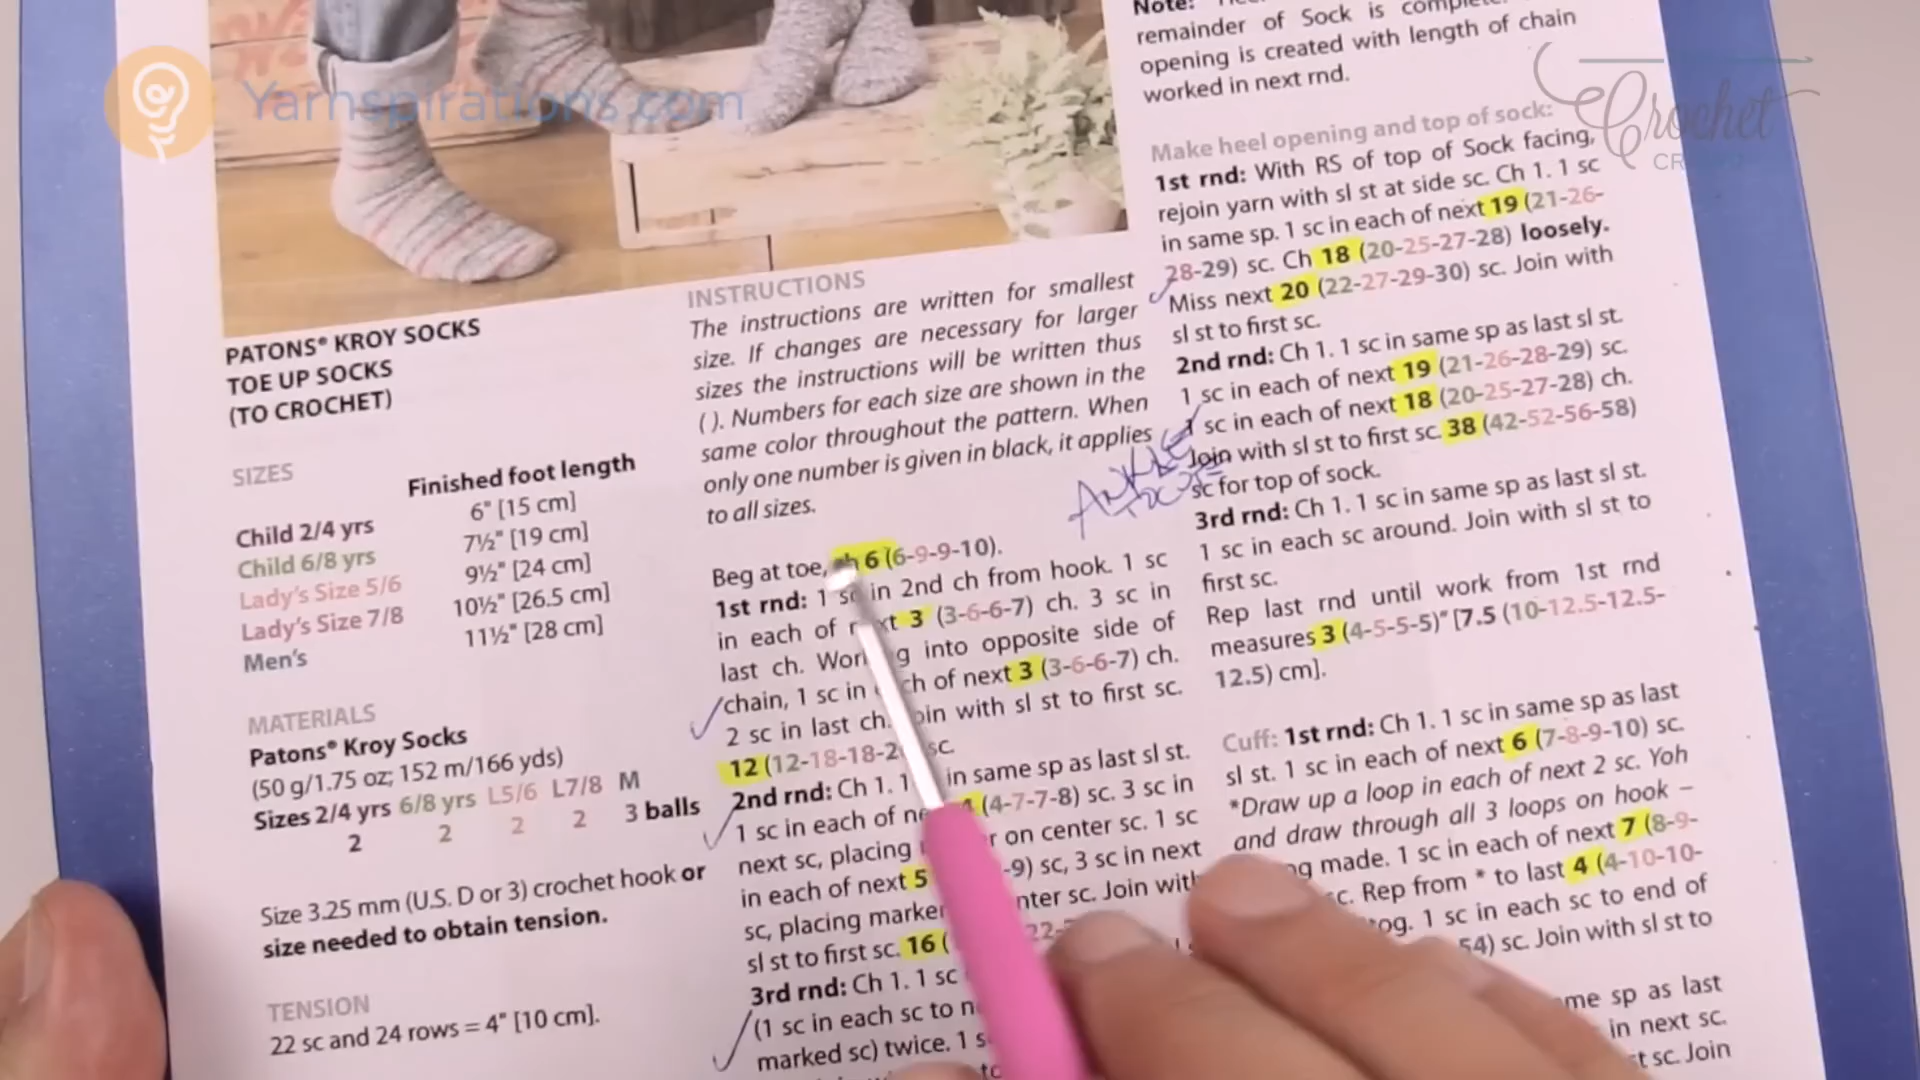 Yarnspirations.com
Crochet
PATONS® KROY SOCKS
TOE UP SOCKS
(TO CROCHET)
SIZES
Finished foot length
Child 2/4 yrs 6" [15 cm]
Child 6/8 yrs 7½" [19 cm]
Lady's Size 5/6 9½" [24 cm]
Lady's Size 7/8 10½" [26.5 cm]
Men's 11½" [28 cm]
MATERIALS
Patons® Kroy Socks
(50 g/1.75 oz; 152 m/166 yds)
Sizes 2/4 yrs 6/8 yrs L5/6 L7/8 M
2 2 2 2 3 balls
Size 3.25 mm (U.S. D or 3) crochet hook or
size needed to obtain tension.
TENSION
22 sc and 24 rows = 4" [10 cm].
INSTRUCTIONS
The instructions are written for smallest
size. If changes are necessary for larger
sizes the instructions will be written thus
( ). Numbers for each size are shown in the
same color throughout the pattern. When
only one number is given in black, it applies
to all sizes.
Beg at toe, ch 6 (6-9-9-10).
1st rnd: 1 sc in 2nd ch from hook. 1 sc
in each of next 3 (3-6-6-7) ch. 3 sc in
last ch. Working into opposite side of
chain, 1 sc in each of next 3 (3-6-6-7) ch.
2 sc in last ch. Join with sl st to first sc.
12 (12-18-18-2 sc.
2nd rnd: Ch 1. 1 in same sp as last sl st.
1 sc in each of next 4 (4-7-7-8) sc. 3 sc in
next sc, placing on center sc. 1 sc
in each of next 5 -9) sc, 3 sc in next
sc, placing marker center sc. Join with
sl st to first sc. 16 ( 22-
3rd rnd: Ch 1. 1 sc
(1 sc in each sc to
marked sc) twice. 1
Note:
remainder of Sock is
opening is created with length of chain
worked in next rnd.
Make heel opening and top of sock:
1st rnd: With RS of top of Sock facing,
rejoin yarn with sl st at side sc. Ch 1. 1 sc
in same sp. 1 sc in each of next 19 (21-26-
28-29) sc. Ch 18 (20-25-27-28) loosely.
Miss next 20 (22-27-29-30) sc. Join with
sl st to first sc.
2nd rnd: Ch 1. 1 sc in same sp as last sl st.
1 sc in each of next 19 (21-26-28-29) sc.
1 sc in each of next 18 (20-25-27-28) ch.
Join with sl st to first sc. 38 (42-52-56-58)
sc for top of sock.
ANKLE
3rd rnd: Ch 1. 1 sc in same sp as last sl st.
1 sc in each sc around. Join with sl st to
first sc.
Rep last rnd until work from 1st rnd
measures 3 (4-5-5-5)" [7.5 (10-12.5-12.5-
12.5) cm].
Cuff: 1st rnd: Ch 1. 1 sc in same sp as last
sl st. 1 sc in each of next 6 (7-8-9-10) sc.
*Draw up a loop in each of next 2 sc. Yoh
and draw through all 3 loops on hook –
made. 1 sc in each of next 7 (8-9-
sc. Rep from * to last 4 (4-10-10-
tog. 1 sc in each sc to end of
54) sc. Join with sl st to
sp as last
in next sc.
sc. Join